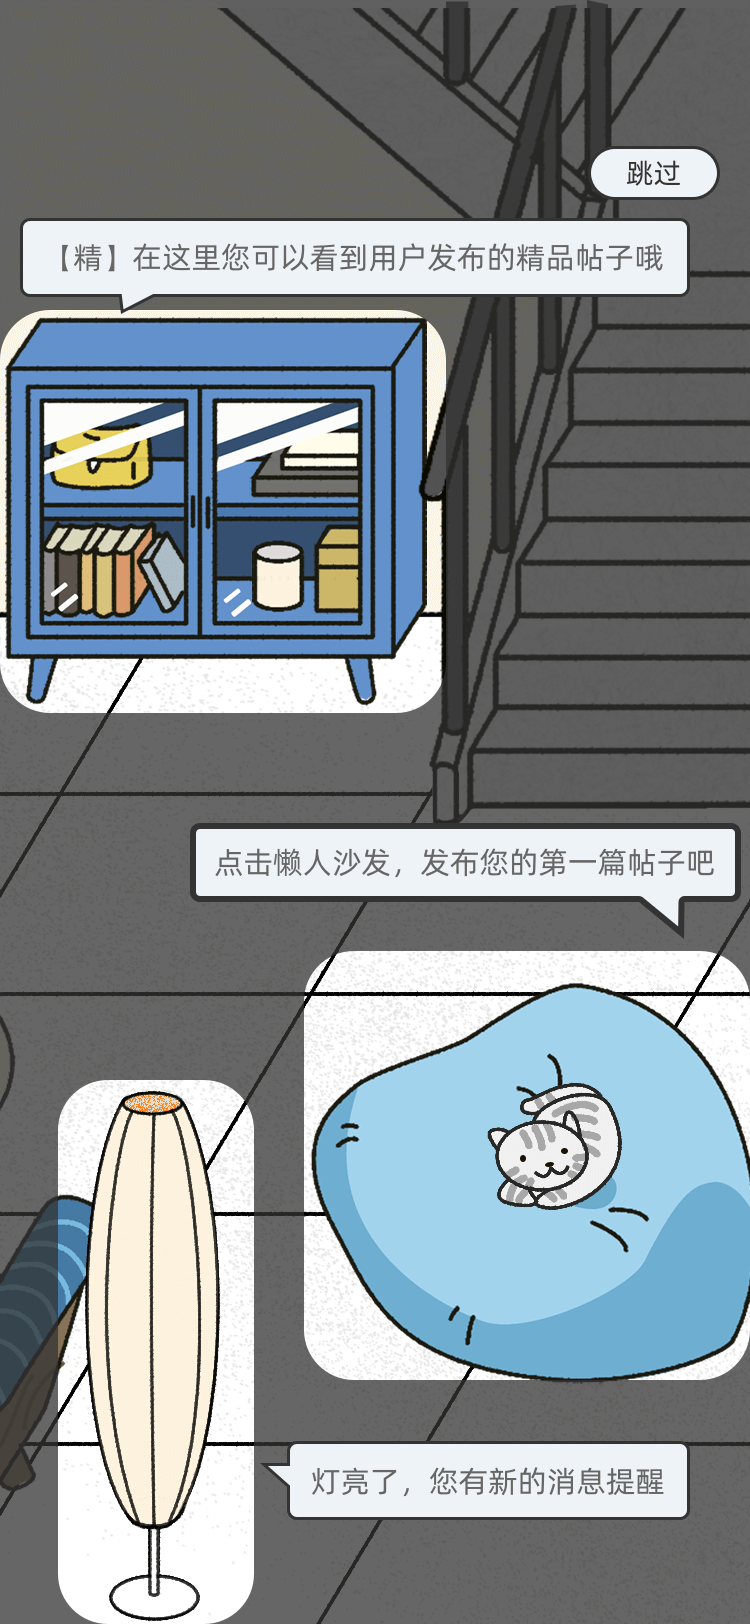 跳过
【精】在这里您可以看到用户发布的精品帖子哦
点击懒人沙发，发布您的第一篇帖子吧
灯亮了，您有新的消息提醒